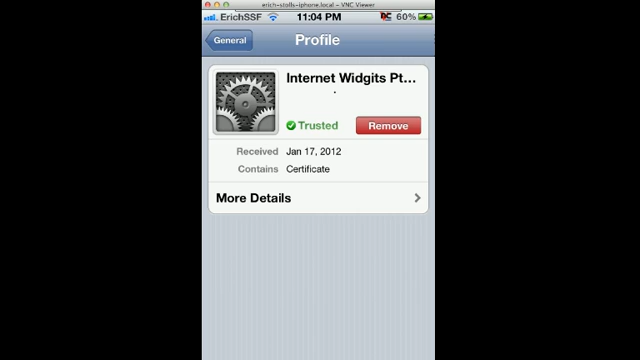 erich-stolls-iphone.local - VNC Viewer
ErichSSF 11:04 PM 60%
General Profile
Internet Widgits Pt...
Trusted Remove
Received Jan 17, 2012
Contains Certificate
More Details